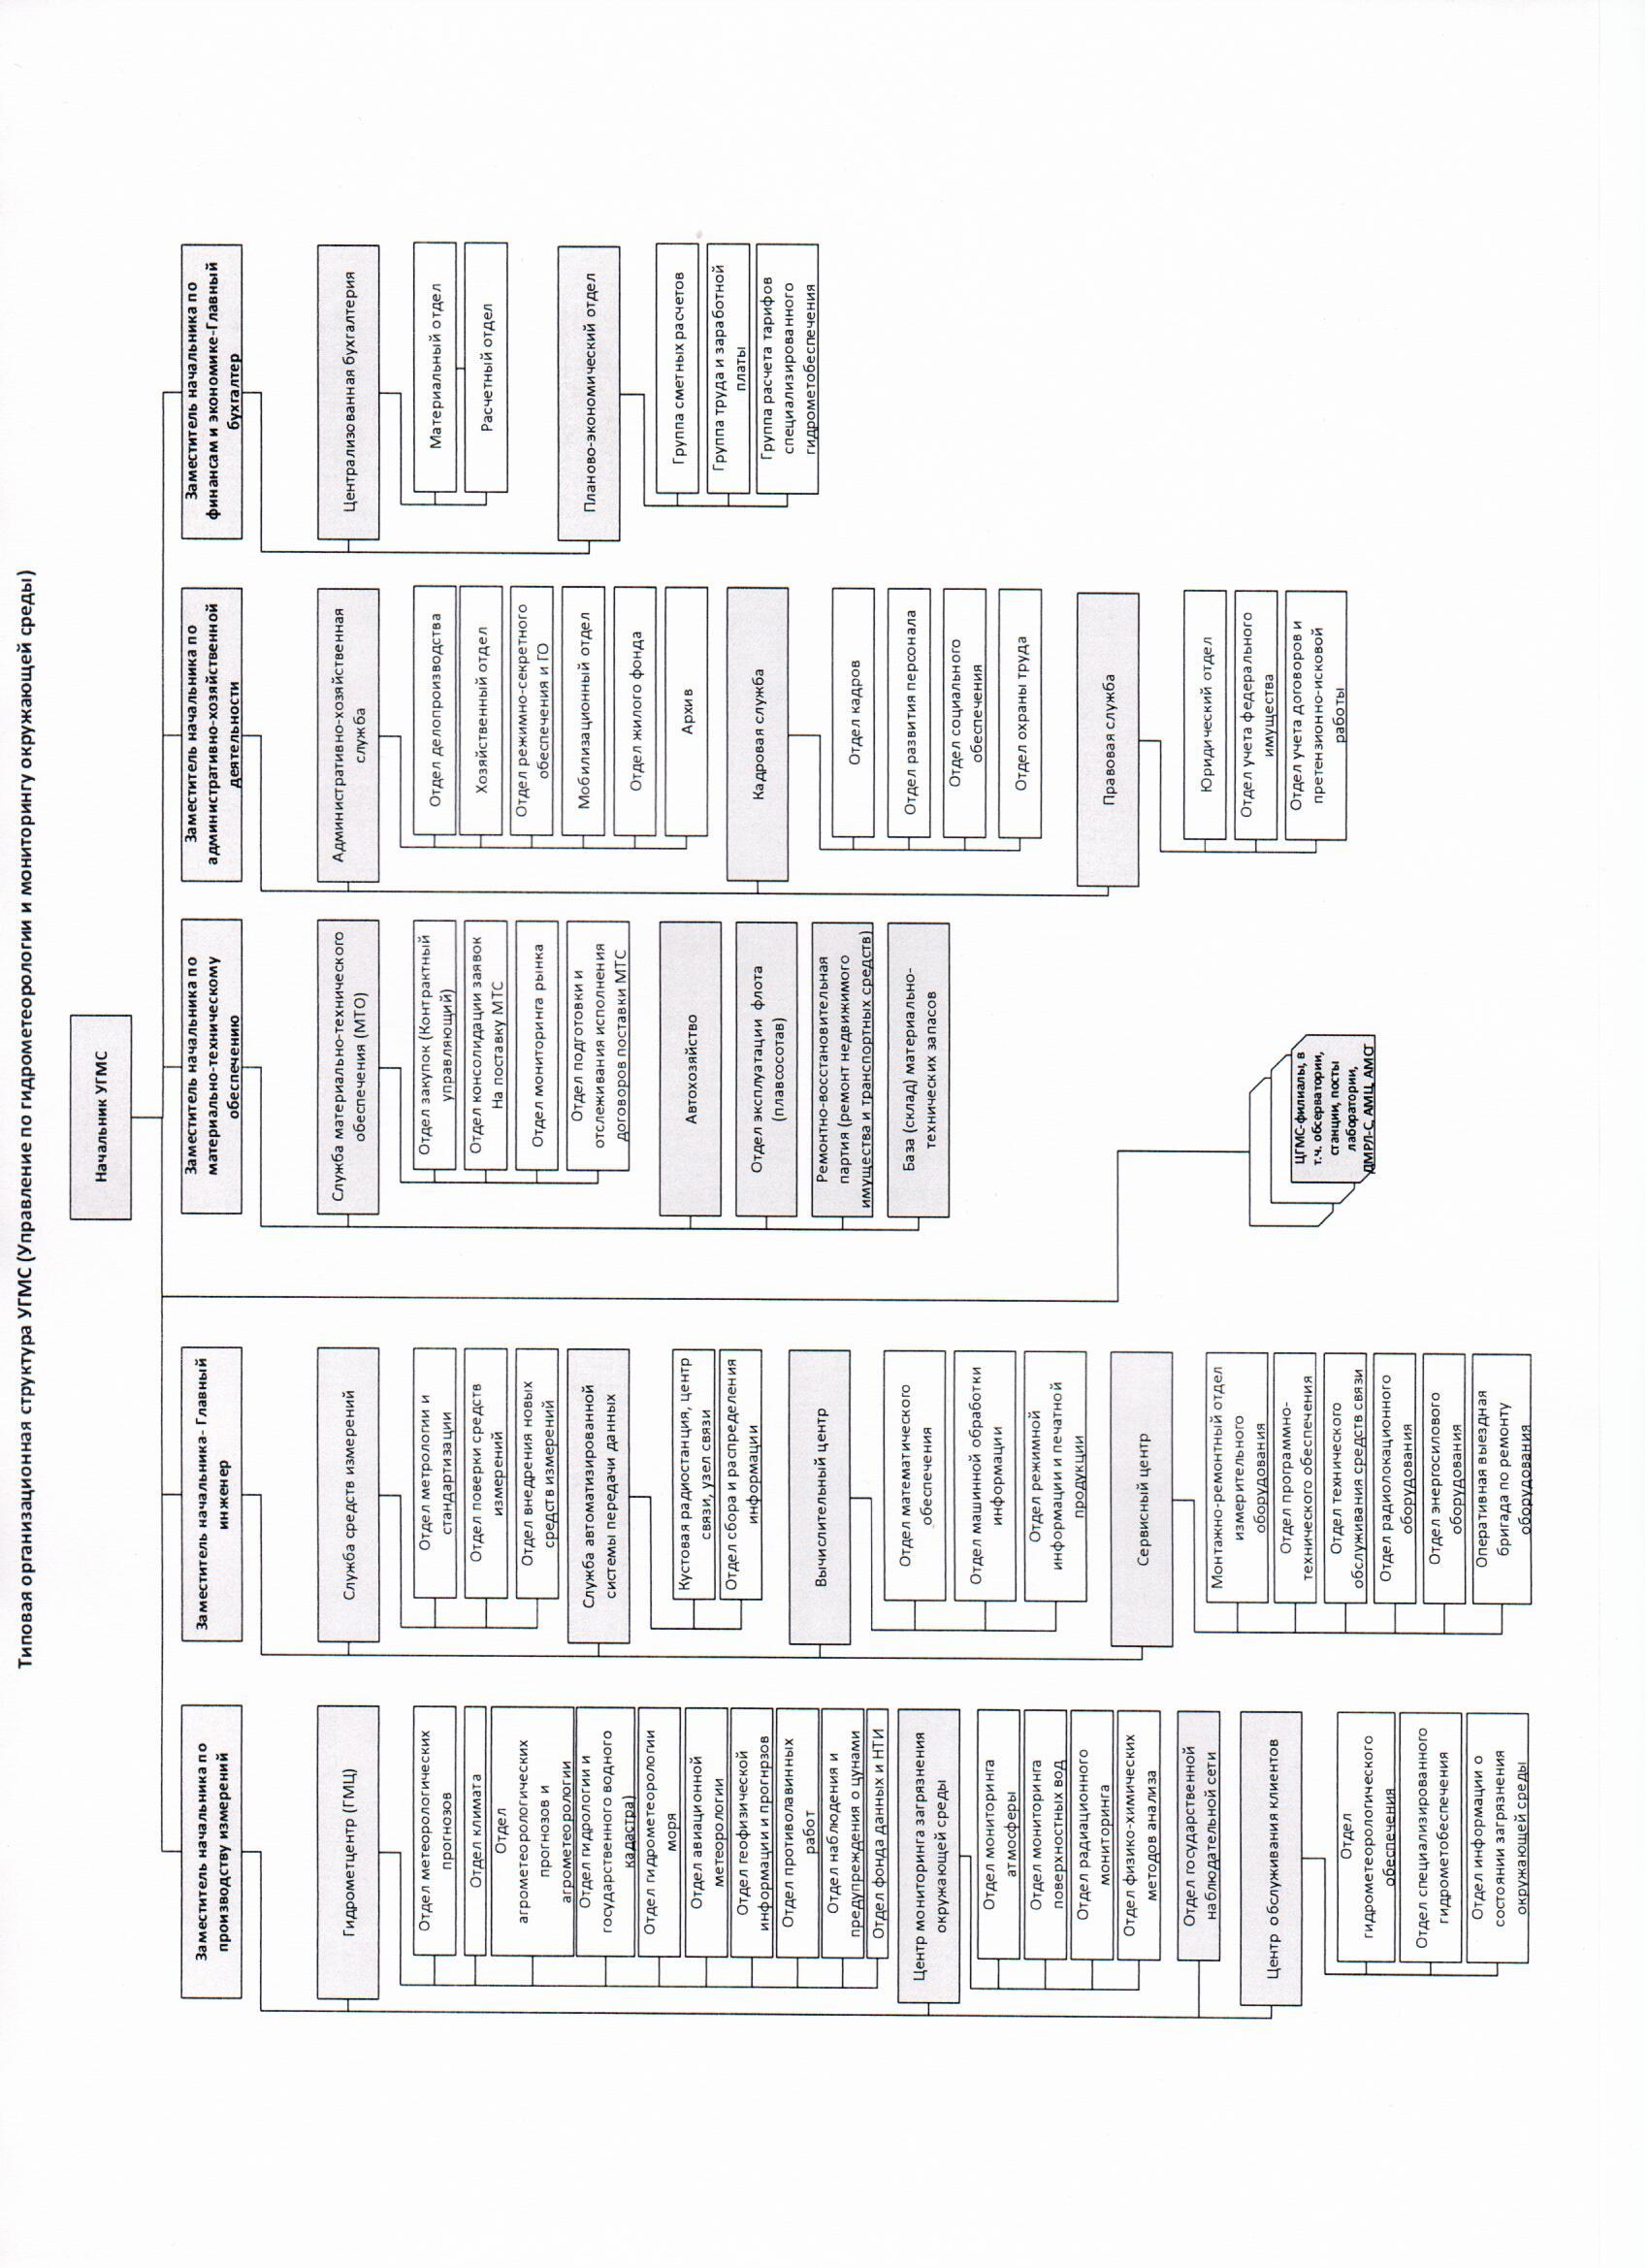 Типовая организационная структура УГМС (Управление по гидрометеорологии и мониторингу окружающей среды)
Начальник УГМС
Заместитель начальника по
производству измерений
Гидрометцентр (ГМЦ)
Отдел метеорологических
прогнозов
Отдел климата
Отдел
агрометеорологических
прогнозов и
агрометеорологии
Отдел гидрологии и
государственного водного
кадастра)
Отдел гидрометеорологии
моря
Отдел авиационной
метеорологии
Отдел геофизической
информации и прогнрзов
Отдел противолавинных
работ
Отдел наблюдения и
предупреждения о цунами
Отдел фонда данных и НТИ
Центр мониторинга загрязнения
окружающей среды
Отдел мониторинга
атмосферы
Отдел мониторинга
поверхностных вод
Отдел радиационного
мониторинга
Отдел физико-химических
методов анализа
Отдел государственной
наблюдательной сети
Центр обслуживания клиентов
Отдел
гидрометеорологического
обеспечения
Отдел специализированного
гидрометобеспечения
Отдел информации о
состоянии загрязнения
окружающей среды
Заместитель начальника- Главный
инженер
Служба средств измерений
Отдел метрологии и
стандартизации
Отдел поверки средств
измерений
Отдел внедрения новых
средств измерений
Служба автоматизированной
системы передачи данных
Кустовая радиостанция, центр
связи, узел связи
Отдел сбора и распределения
информации
Вычислительный центр
Отдел математического
обеспечения
Отдел машинной обработки
информации
Отдел режимной
информации и печатной
продукции
Сервисный центр
Монтажно-ремонтный отдел
измерительного
оборудования
Отдел программно-
технического обеспечения
Отдел технического
обслуживания средств связи
Отдел радиолокационного
оборудования
Отдел энергосилового
оборудования
Оперативная выездная
бригада по ремонту
оборудования
ЦГМС-филиалы, в
т.ч. обсерватории,
станции, посты
лаборатории,
ДМРЛ-С, АМЦ, АМСГ
Заместитель начальника по
материально-техническому
обеспечению
Служба материально-технического
обеспечения (МТО)
Отдел закупок (Контрактный
управляющий)
Отдел консолидации заявок
На поставку МТС
Отдел мониторинга рынка
Отдел подготовки и
отслеживания исполнения
договоров поставки МТС
Автохозяйство
Отдел эксплуатации флота
(плавсосотав)
Ремонтно-восстановительная
партия (ремонт недвижимого
имущества и транспортных средств)
База (склад) материально-
технических запасов
Заместитель начальника по
административно-хозяйственной
деятельности
Административно-хозяйственная
служба
Отдел делопроизводства
Хозяйственный отдел
Отдел режимно-секретного
обеспечения и ГО
Мобилизационный отдел
Отдел жилого фонда
Архив
Кадровая служба
Отдел кадров
Отдел развития персонала
Отдел социального
обеспечения
Отдел охраны труда
Правовая служба
Юридический отдел
Отдел учета федерального
имущества
Отдел учета договоров и
претензионно-исковой
работы
Заместитель начальника по
финансам и экономике-Главный
бухгалтер
Централизованная бухгалтерия
Материальный отдел
Расчетный отдел
Планово-экономический отдел
Группа сметных расчетов
Группа труда и заработной
платы
Группа расчета тарифов
специализированного
гидрометобеспечения